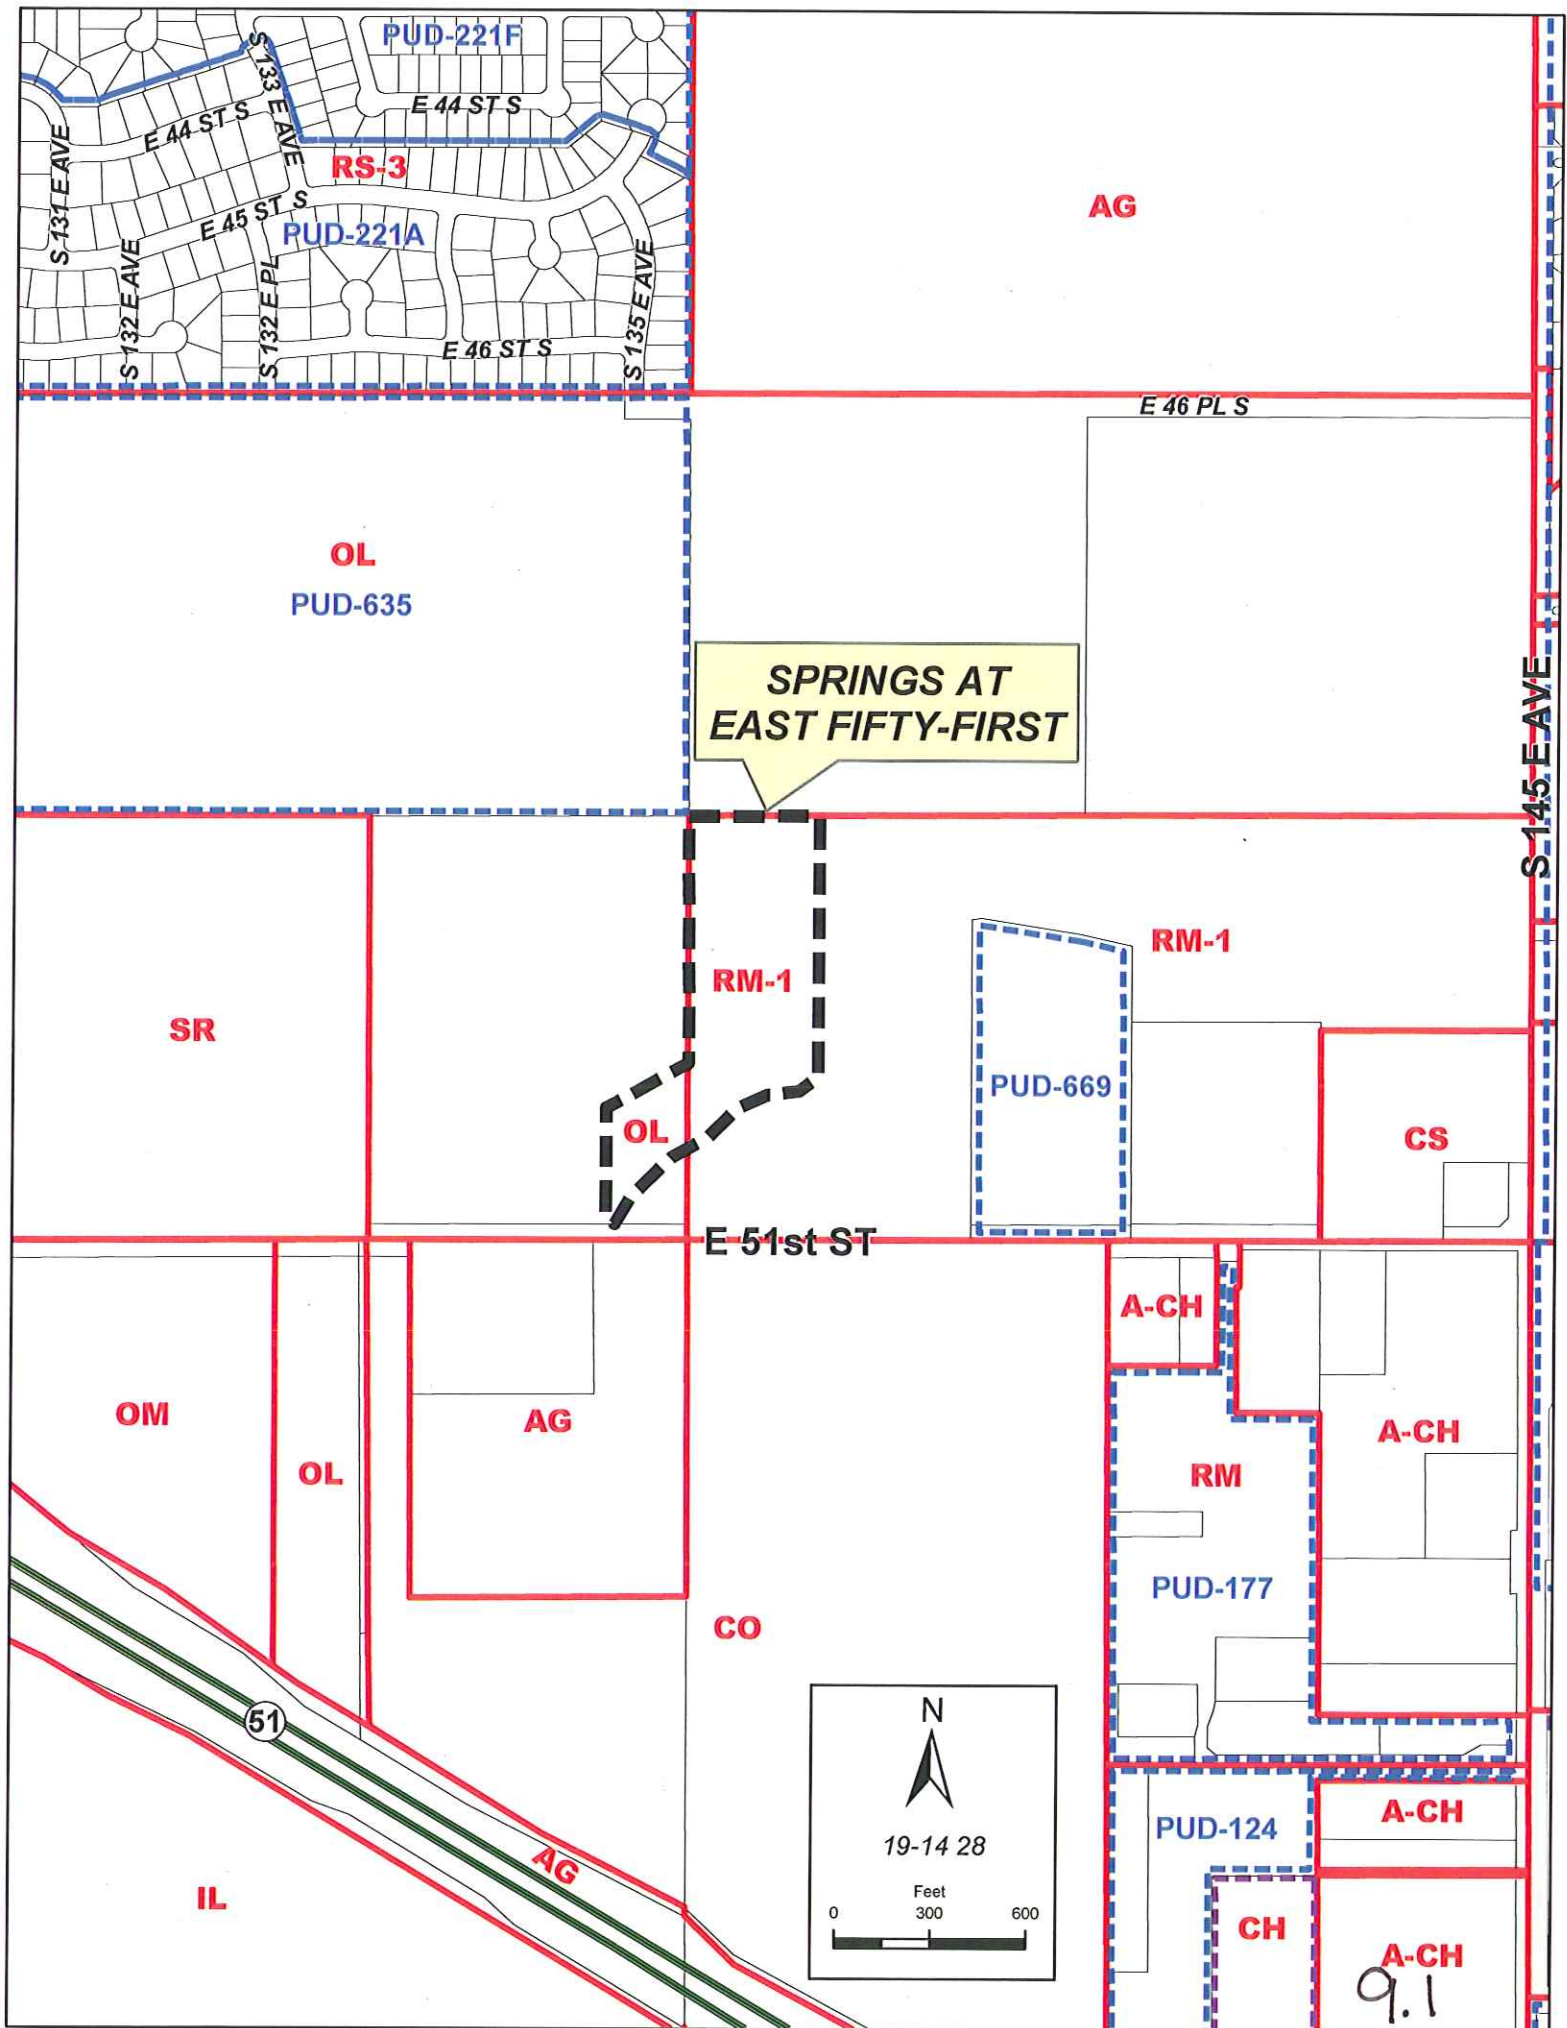 PUD-221F
S 133 E AVE
E 44 ST S
E 44 ST S
S 131 E AVE
RS-3
AG
E 45 ST S
PUD-221A
S 132 E AVE
S 132 E PL
S 135 E AVE
E 46 ST S
E 46 PL S
OL
PUD-635
SPRINGS AT
EAST FIFTY-FIRST
S 145 E AVE
RM-1
RM-1
SR
PUD-669
OL
CS
E 51st ST
A-CH
OM
AG
A-CH
OL
RM
PUD-177
CO
51
N
19-14 28
Feet
0 300 600
AG
IL
PUD-124
A-CH
CH
A-CH
9.1